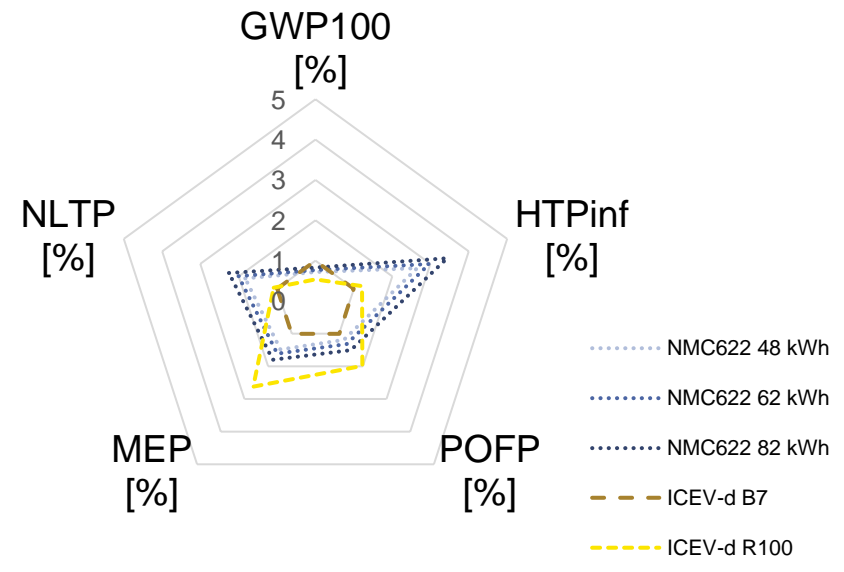 GWP100
[%]
5
4
3
2
1
0
NLTP
[%]
HTPinf
[%]
MEP
[%]
POFP
[%]
NMC622 48 kWh
NMC622 62 kWh
NMC622 82 kWh
ICEV-d B7
ICEV-d R100